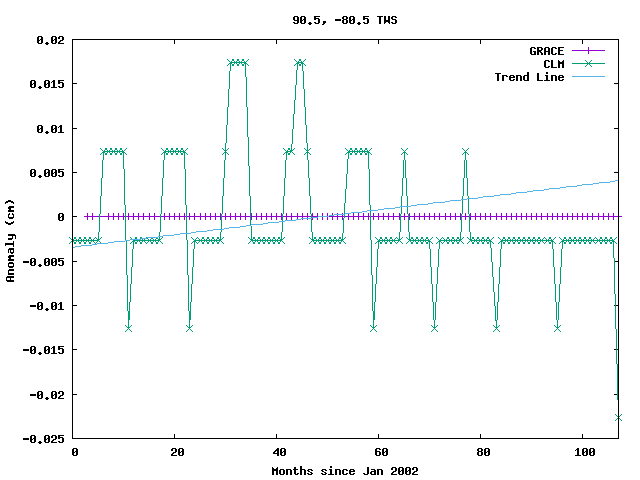 90.5, -80.5 TWS
GRACE
CLM
Trend Line
0.02
0.015
0.01
0.005
0
-0.005
-0.01
-0.015
-0.02
-0.025
Anomaly (cm)
0 20 40 60 80 100
Months since Jan 2002